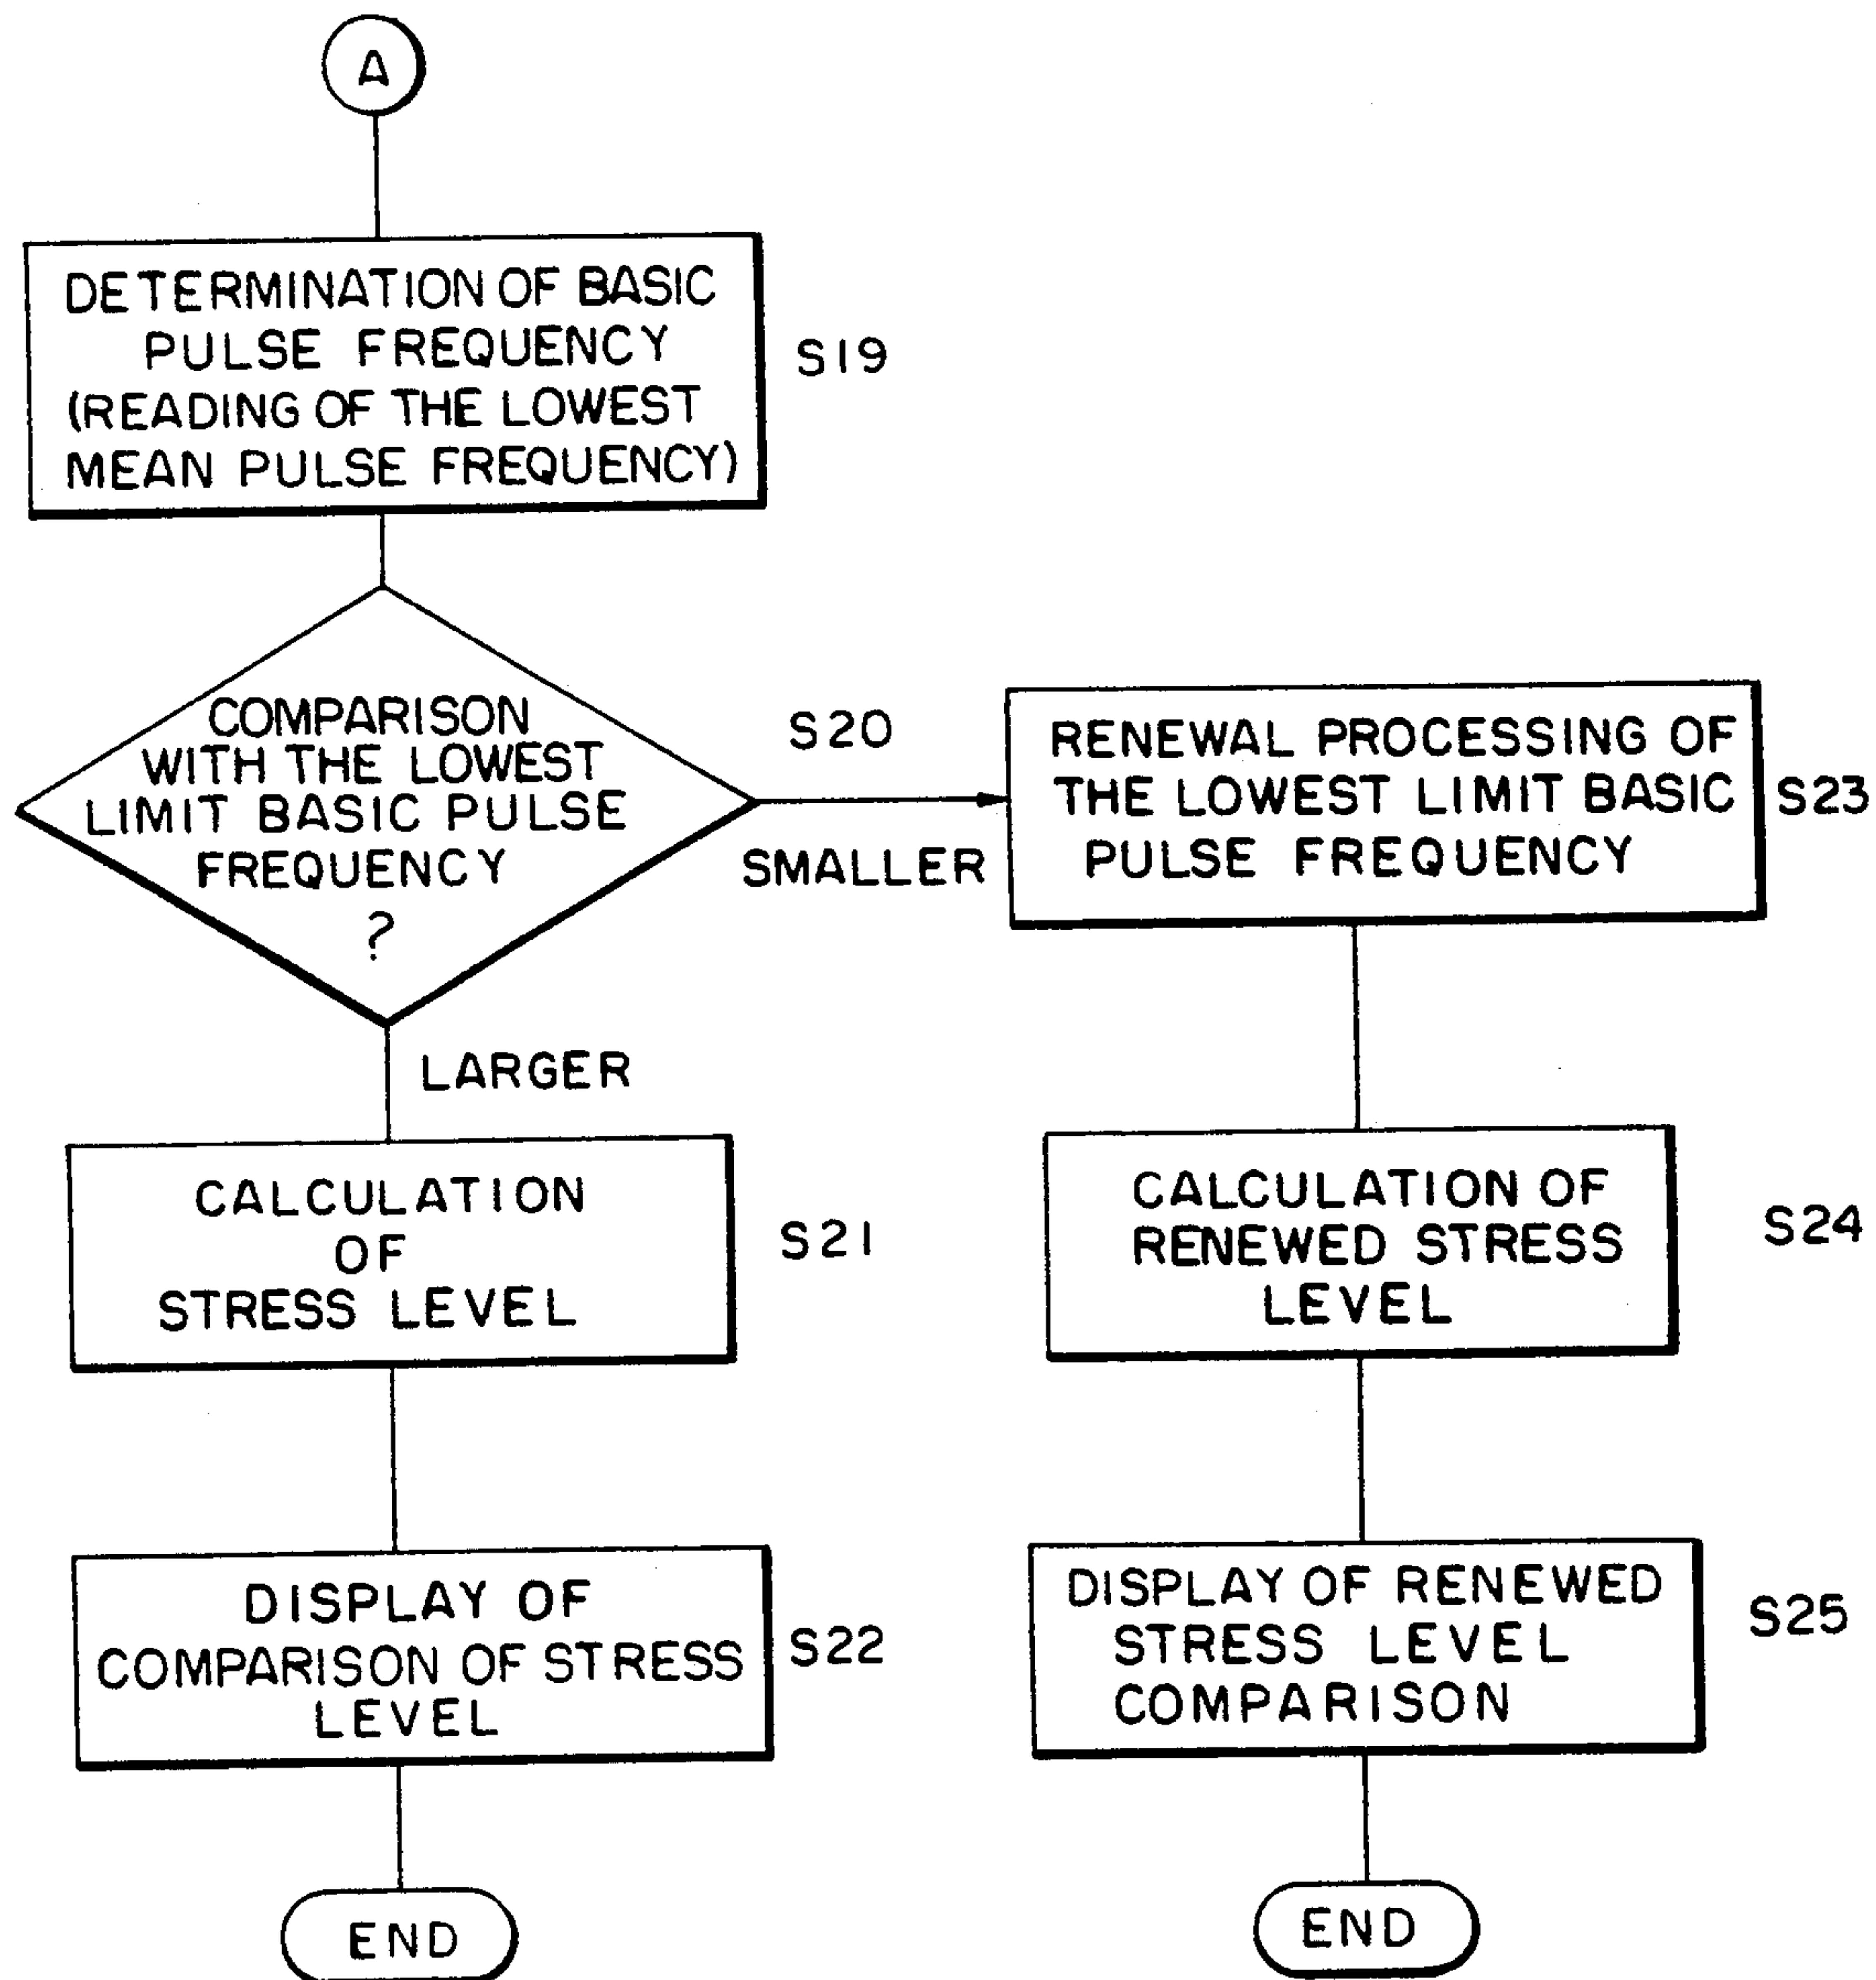 A
DETERMINATION OF BASIC
PULSE FREQUENCY
(READING OF THE LOWEST
MEAN PULSE FREQUENCY)
S19
COMPARISON
WITH THE LOWEST
LIMIT BASIC PULSE
FREQUENCY
?
S20
SMALLER
LARGER
RENEWAL PROCESSING OF
THE LOWEST LIMIT BASIC
PULSE FREQUENCY
S23
CALCULATION
OF
STRESS LEVEL
S21
CALCULATION OF
RENEWED STRESS
LEVEL
S24
DISPLAY OF
COMPARISON OF STRESS
LEVEL
S22
DISPLAY OF RENEWED
STRESS LEVEL
COMPARISON
S25
END
END